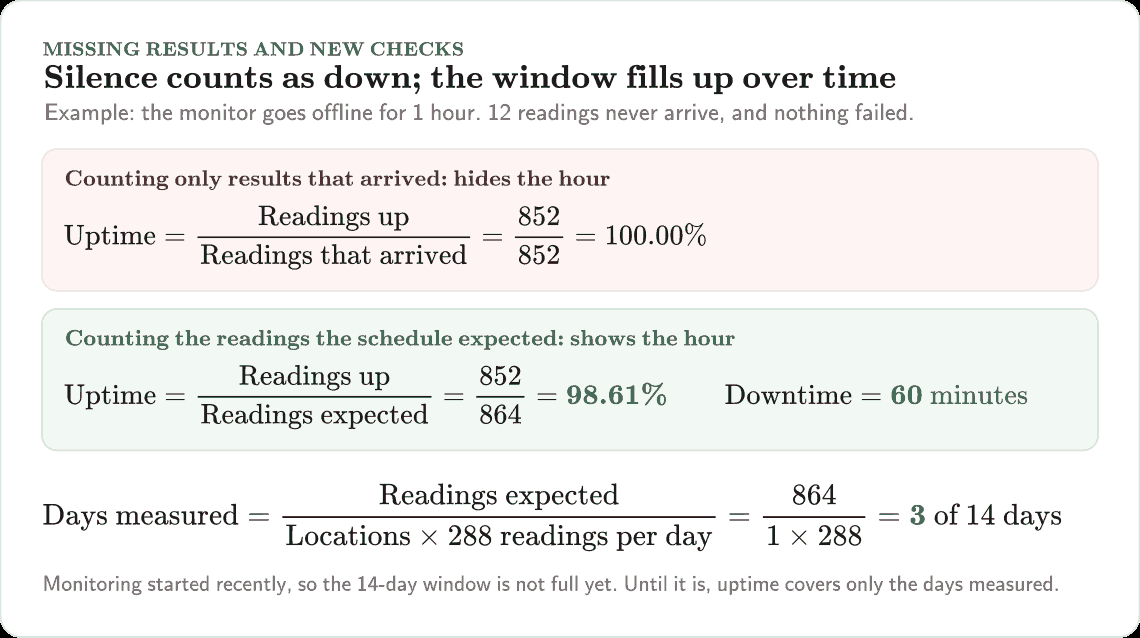 MISSING RESULTS AND NEW CHECKS
Silence counts as down; the window fills up over time
Example: the monitor goes offline for 1 hour. 12 readings never arrive, and nothing failed.
Counting only results that arrived: hides the hour
Uptime = Readings up / Readings that arrived = 852 / 852 = 100.00%
Counting the readings the schedule expected: shows the hour
Uptime = Readings up / Readings expected = 852 / 864 = 98.61% Downtime = 60 minutes
Days measured = Readings expected / Locations × 288 readings per day = 864 / 1 × 288 = 3 of 14 days
Monitoring started recently, so the 14-day window is not full yet. Until it is, uptime covers only the days measured.